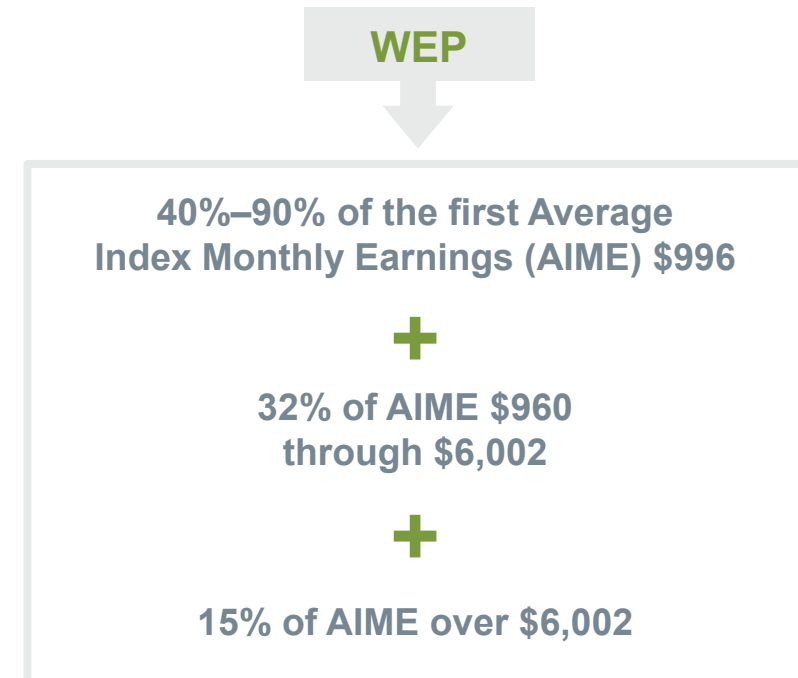 WEP
40%–90% of the first Average
Index Monthly Earnings (AIME) $996
+
32% of AIME $960
through $6,002
+
15% of AIME over $6,002